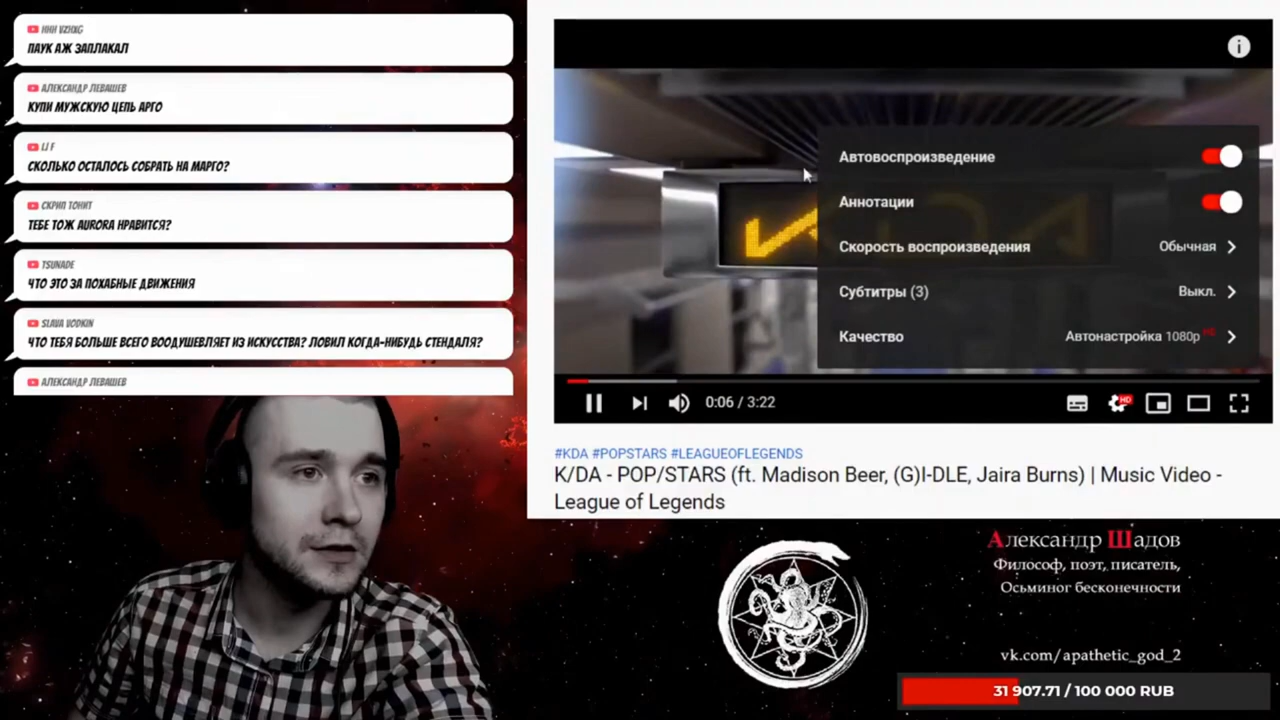 ННН VZHXG
ПАУК АЖ ЗАПЛАКАЛ
АЛЕКСАНДР ЛЕВАШЕВ
КУПИ МУЖСКУЮ ЦЕПЬ АРГО
LI F
СКОЛЬКО ОСТАЛОСЬ СОБРАТЬ НА МАРГО?
СКРИП ТОНИТ
ТЕБЕ ТОЖ AURORA НРАВИТСЯ?
TSUNADE
ЧТО ЭТО ЗА ПОХАБНЫЕ ДВИЖЕНИЯ
SLAVA VODKIN
ЧТО ТЕБЯ БОЛЬШЕ ВСЕГО ВООДУШЕВЛЯЕТ ИЗ ИСКУССТВА? ЛОВИЛ КОГДА-НИБУДЬ СТЕНДАЛЯ?
АЛЕКСАНДР ЛЕВАШЕВ
Автовоспроизведение
Аннотации
Скорость воспроизведения Обычная
Субтитры (3) Выкл.
Качество Автонастройка 1080p HD
0:06 / 3:22
HD
#KDA #POPSTARS #LEAGUEOFLEGENDS
K/DA - POP/STARS (ft. Madison Beer, (G)I-DLE, Jaira Burns) | Music Video -
League of Legends
Александр Шадов
Философ, поэт, писатель,
Осьминог бесконечности
vk.com/apathetic_god_2
31 907.71 / 100 000 RUB